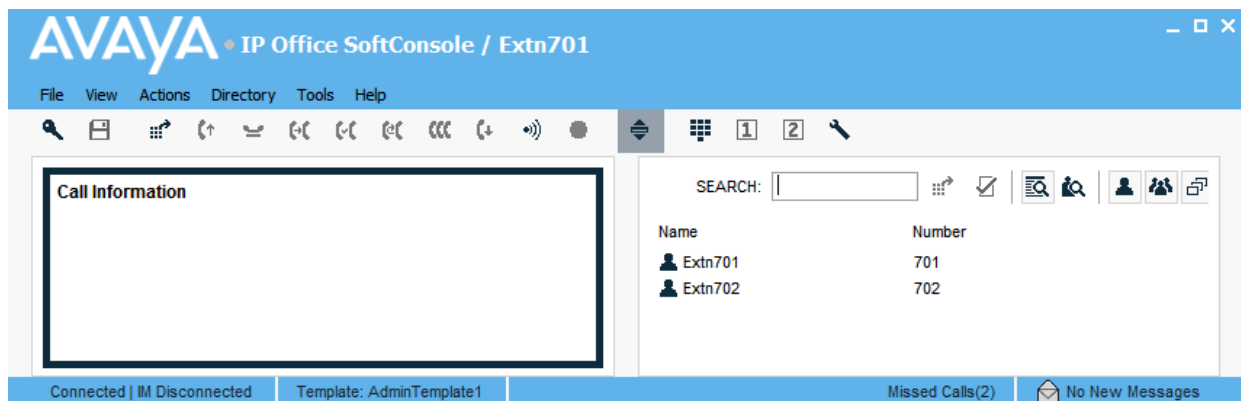 AVAYA • IP Office SoftConsole / Extn701
File View Actions Directory Tools Help
1 2
Call Information
SEARCH:
Name Number
Extn701 701
Extn702 702
Connected | IM Disconnected Template: AdminTemplate1 Missed Calls(2) No New Messages